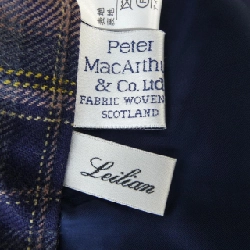 Peter
MacArthu
& Co. Ltd
FABRIC WOVEN
SCOTLAND
Leilian